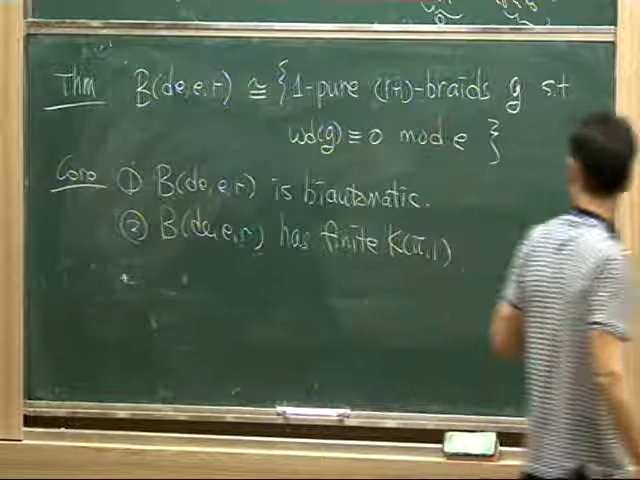 Thm B(de,e,r) ≅ { 1-pure (r+1)-braids g s.t
wd(g) ≡ 0 mod e }
Coro ① B(de,e,r) is biautomatic.
② B(de,e,r) has finite K(π,1)